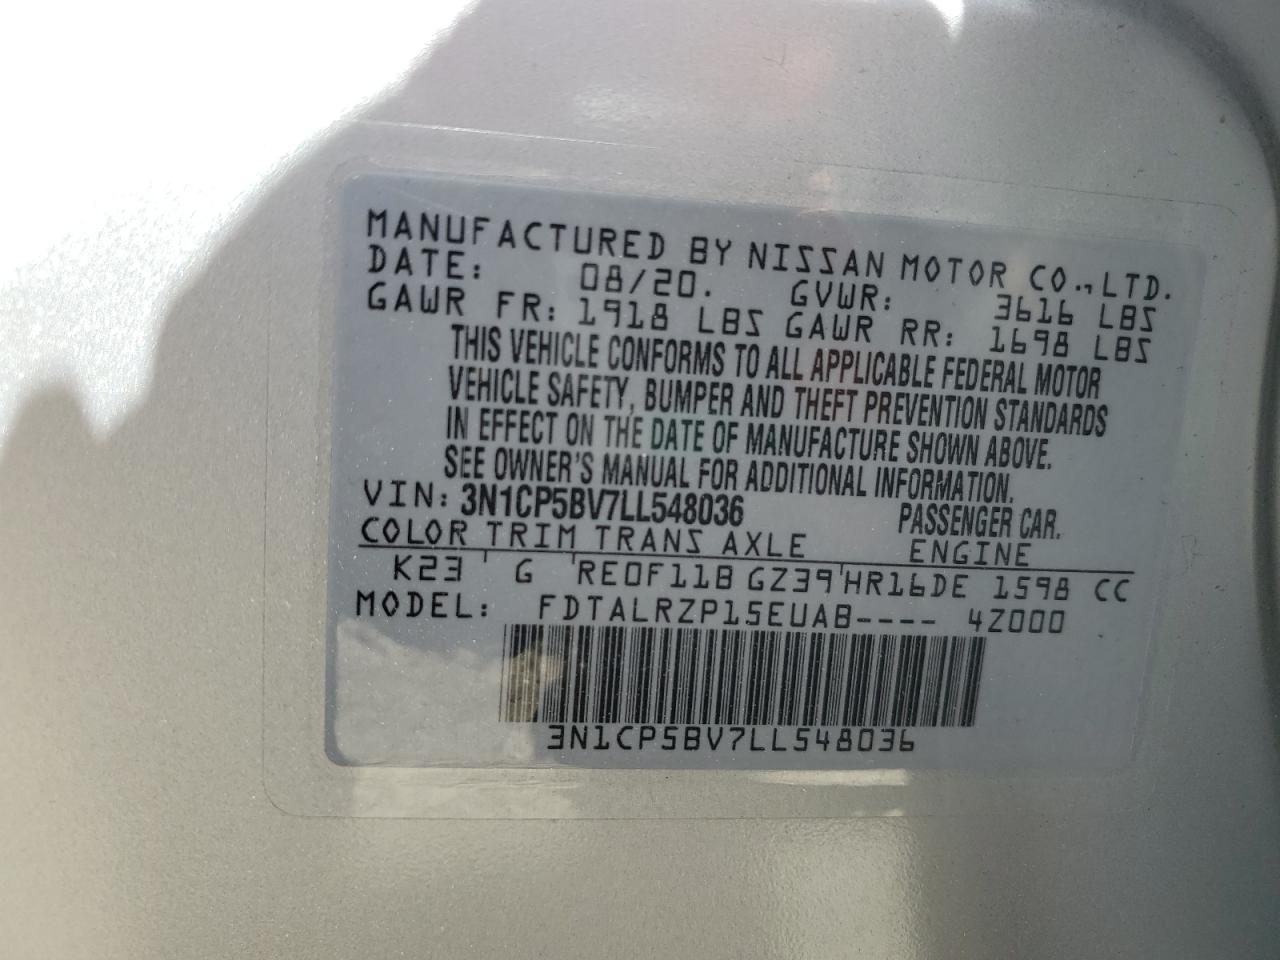 MANUFACTURED BY NISSAN MOTOR CO.,LTD.
DATE: 08/20. GVWR: 3616 LBS
GAWR FR: 1918 LBS GAWR RR: 1698 LBS
THIS VEHICLE CONFORMS TO ALL APPLICABLE FEDERAL MOTOR
VEHICLE SAFETY, BUMPER AND THEFT PREVENTION STANDARDS
IN EFFECT ON THE DATE OF MANUFACTURE SHOWN ABOVE.
SEE OWNER'S MANUAL FOR ADDITIONAL INFORMATION.
VIN: 3N1CP5BV7LL548036 PASSENGER CAR.
COLOR TRIM TRANS AXLE ENGINE
K23 ' G 'RE0F11B GZ39'HR16DE 1598 CC
MODEL: FDTALRZP15EUAB---- 4Z000
3N1CP5BV7LL548036